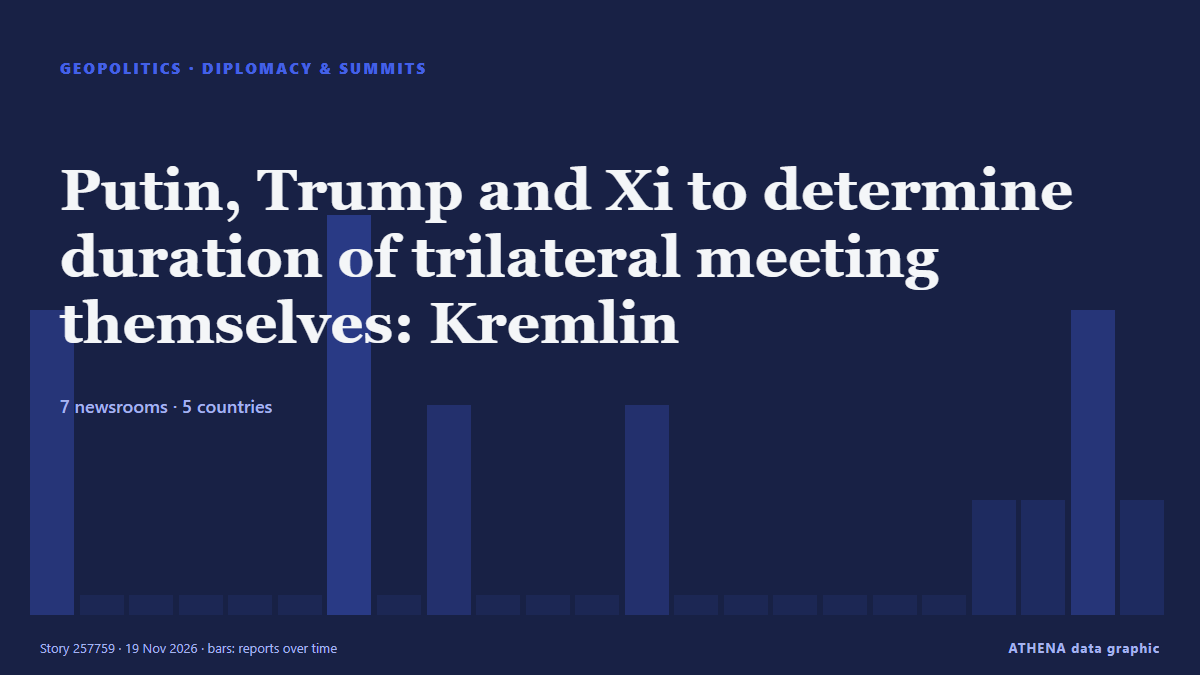 GEOPOLITICS · DIPLOMACY & SUMMITS
Putin, Trump and Xi to determine
duration of trilateral meeting
themselves: Kremlin
7 newsrooms · 5 countries
Story 257759 · 19 Nov 2026 · bars: reports over time
ATHENA data graphic